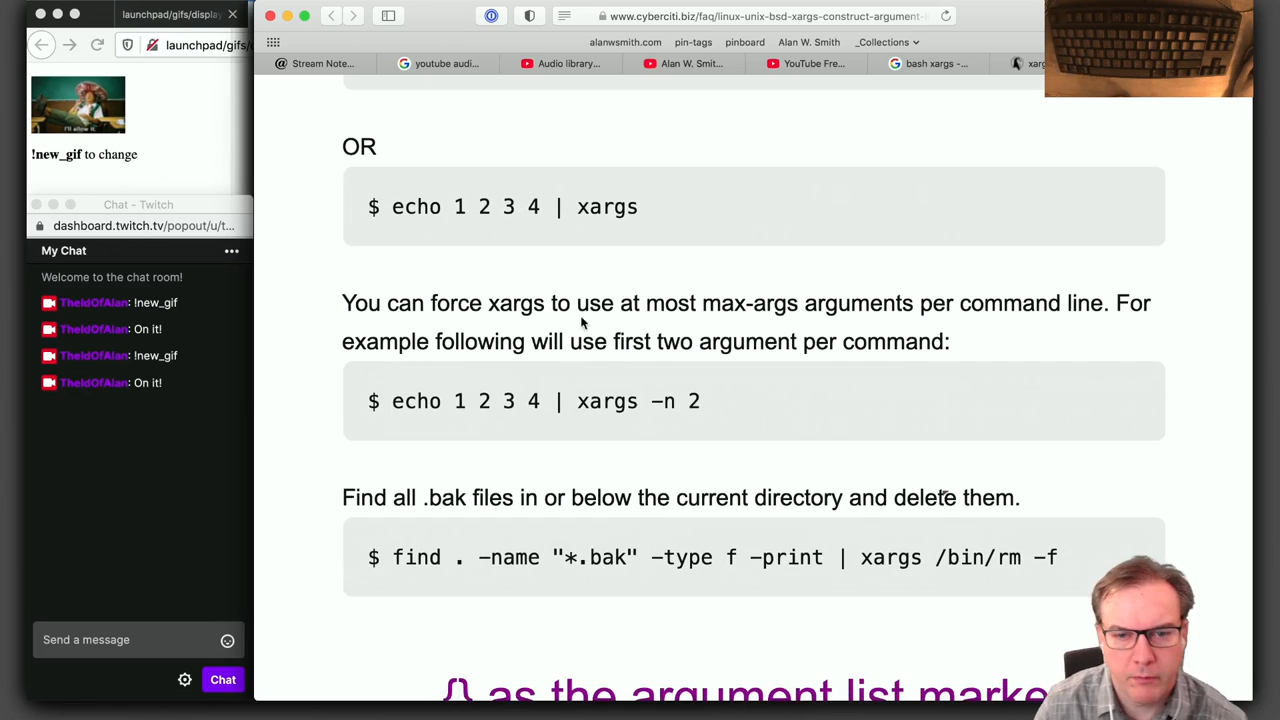 launchpad/gifs/display
launchpad/gifs/
I'll allow it.
!new_gif to change
Chat - Twitch
dashboard.twitch.tv/popout/u/t...
My Chat
Welcome to the chat room!
TheIdOfAlan: !new_gif
TheIdOfAlan: On it!
TheIdOfAlan: !new_gif
TheIdOfAlan: On it!
Send a message
Chat
www.cyberciti.biz/faq/linux-unix-bsd-xargs-construct-argument-
alanwsmith.com pin-tags pinboard Alan W. Smith _Collections
Stream Note... youtube audi... Audio library... Alan W. Smit... YouTube Fre... bash xargs -... xarg
OR
$ echo 1 2 3 4 | xargs
You can force xargs to use at most max-args arguments per command line. For
example following will use first two argument per command:
$ echo 1 2 3 4 | xargs -n 2
Find all .bak files in or below the current directory and delete them.
$ find . -name "*.bak" -type f -print | xargs /bin/rm -f
{} as the argument list marke